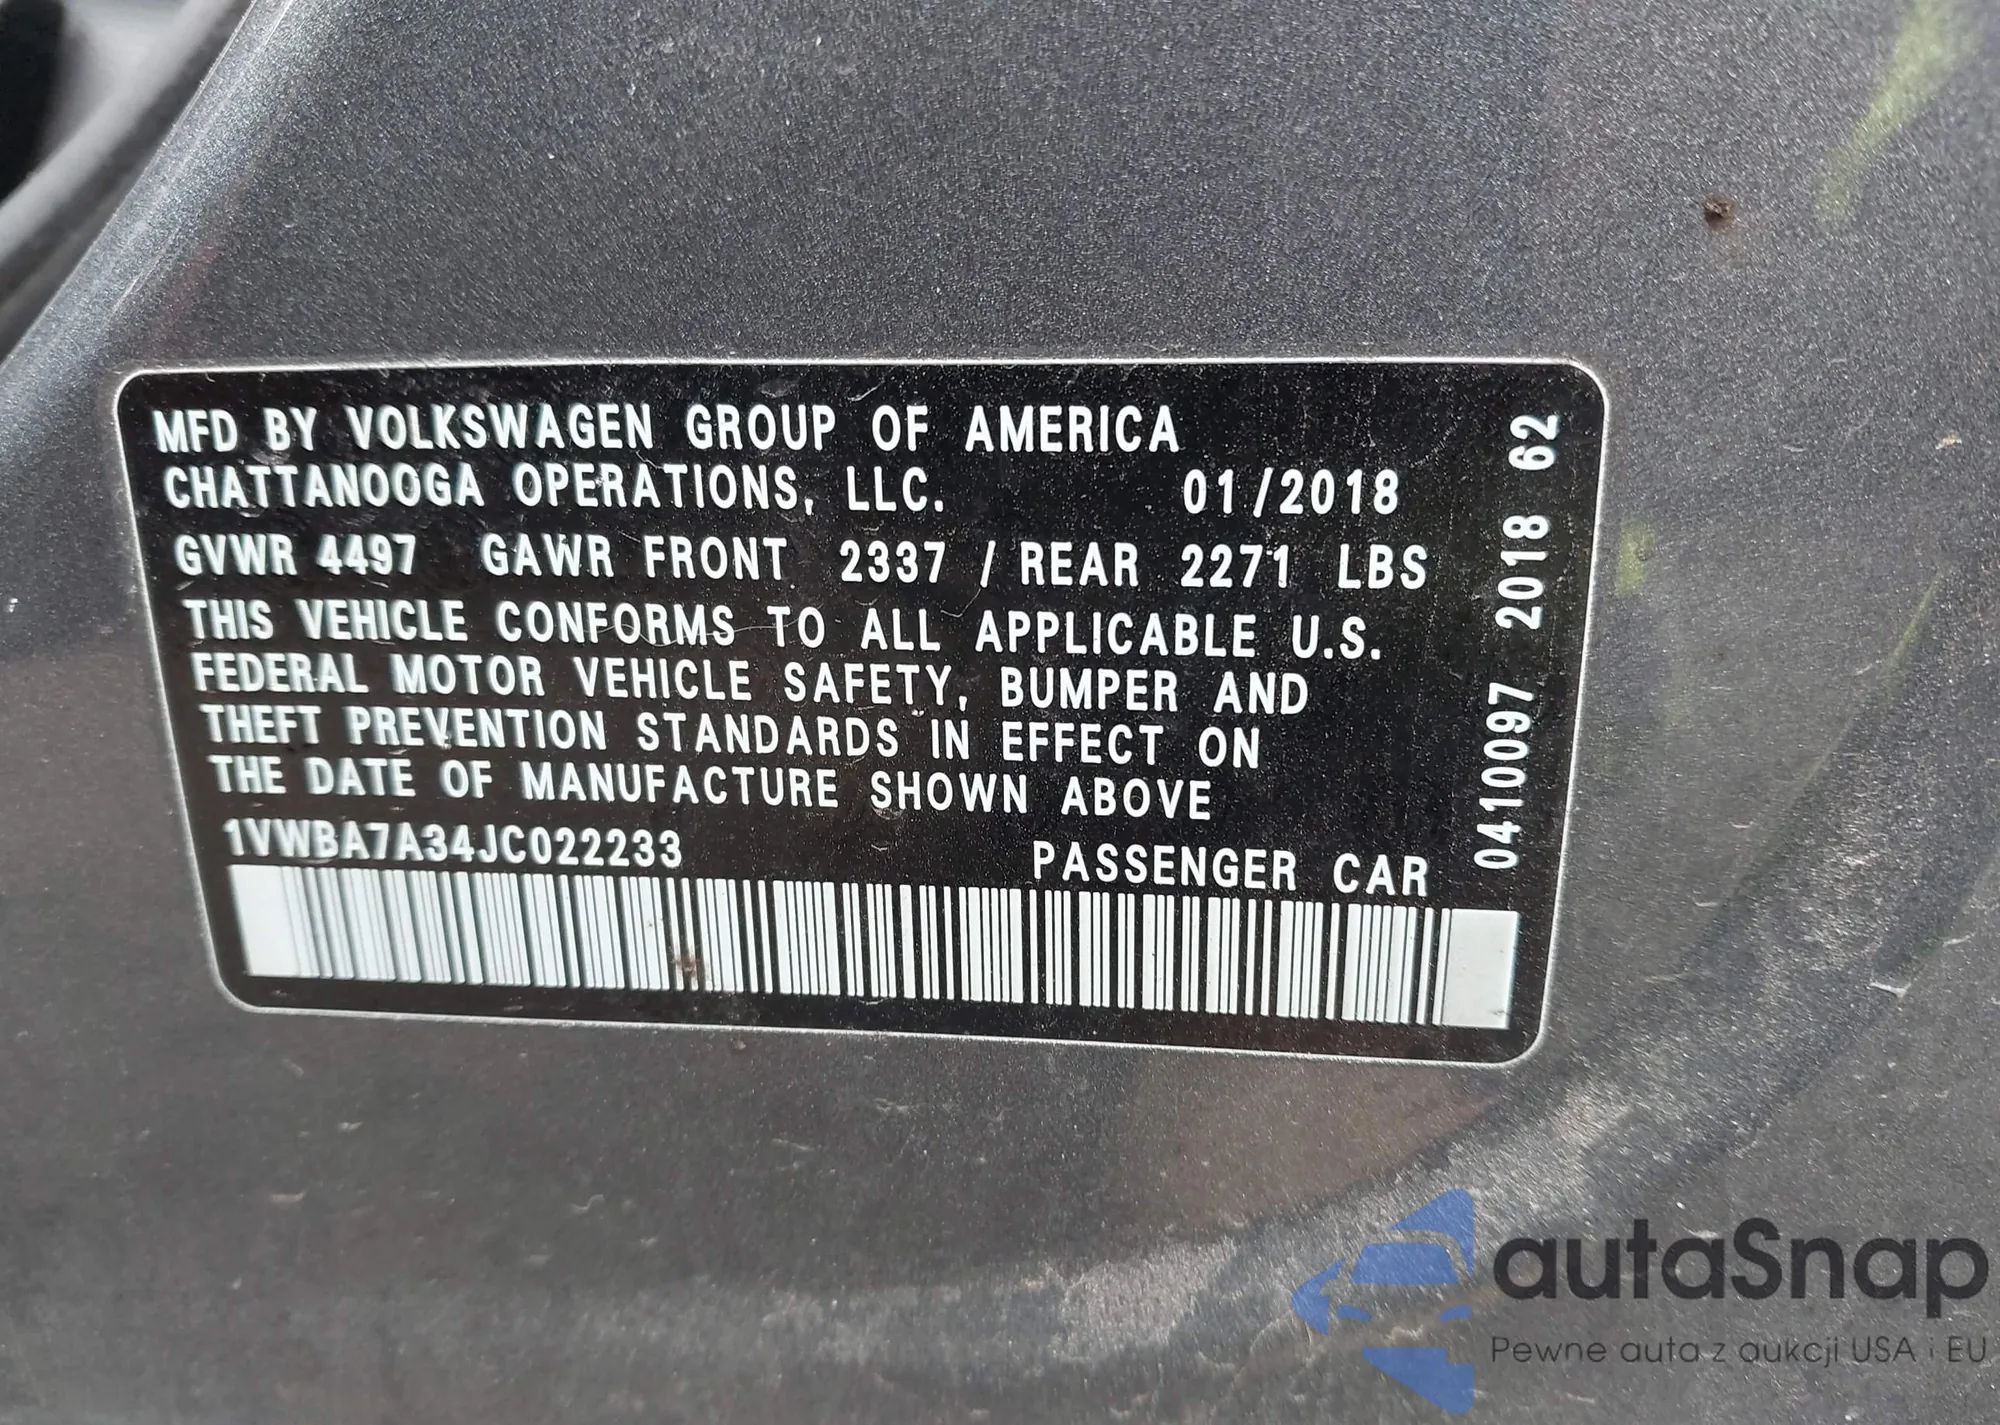 MFD BY VOLKSWAGEN GROUP OF AMERICA
CHATTANOOGA OPERATIONS, LLC. 01/2018
GVWR 4497 GAWR FRONT 2337 / REAR 2271 LBS
THIS VEHICLE CONFORMS TO ALL APPLICABLE U.S.
FEDERAL MOTOR VEHICLE SAFETY, BUMPER AND
THEFT PREVENTION STANDARDS IN EFFECT ON
THE DATE OF MANUFACTURE SHOWN ABOVE
1VWBA7A34JC022233 PASSENGER CAR
0410097 2018 62
autaSnap
Pewne auta z aukcji USA i EU